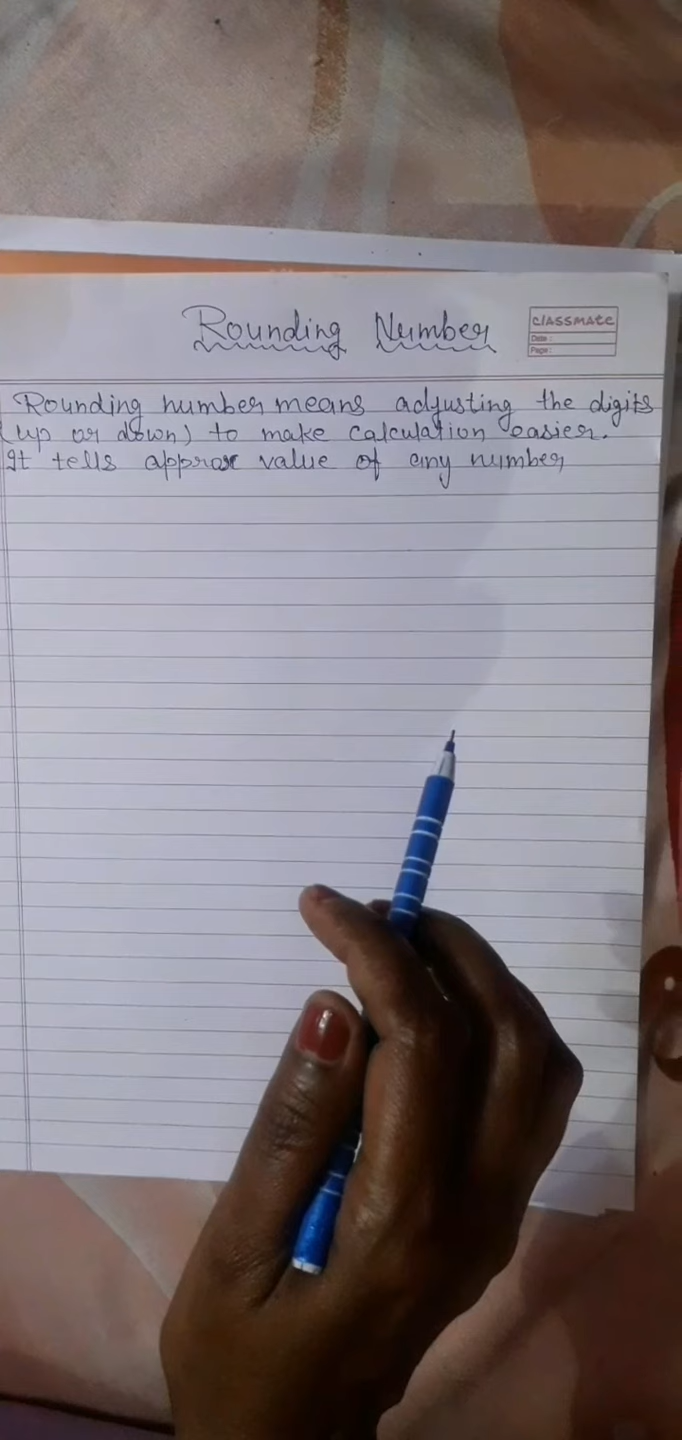 Rounding Number
CLASSMATE
Date :
Page :
Rounding number means adjusting the digits
(up or down) to make calculation easier.
It tells approx value of any number